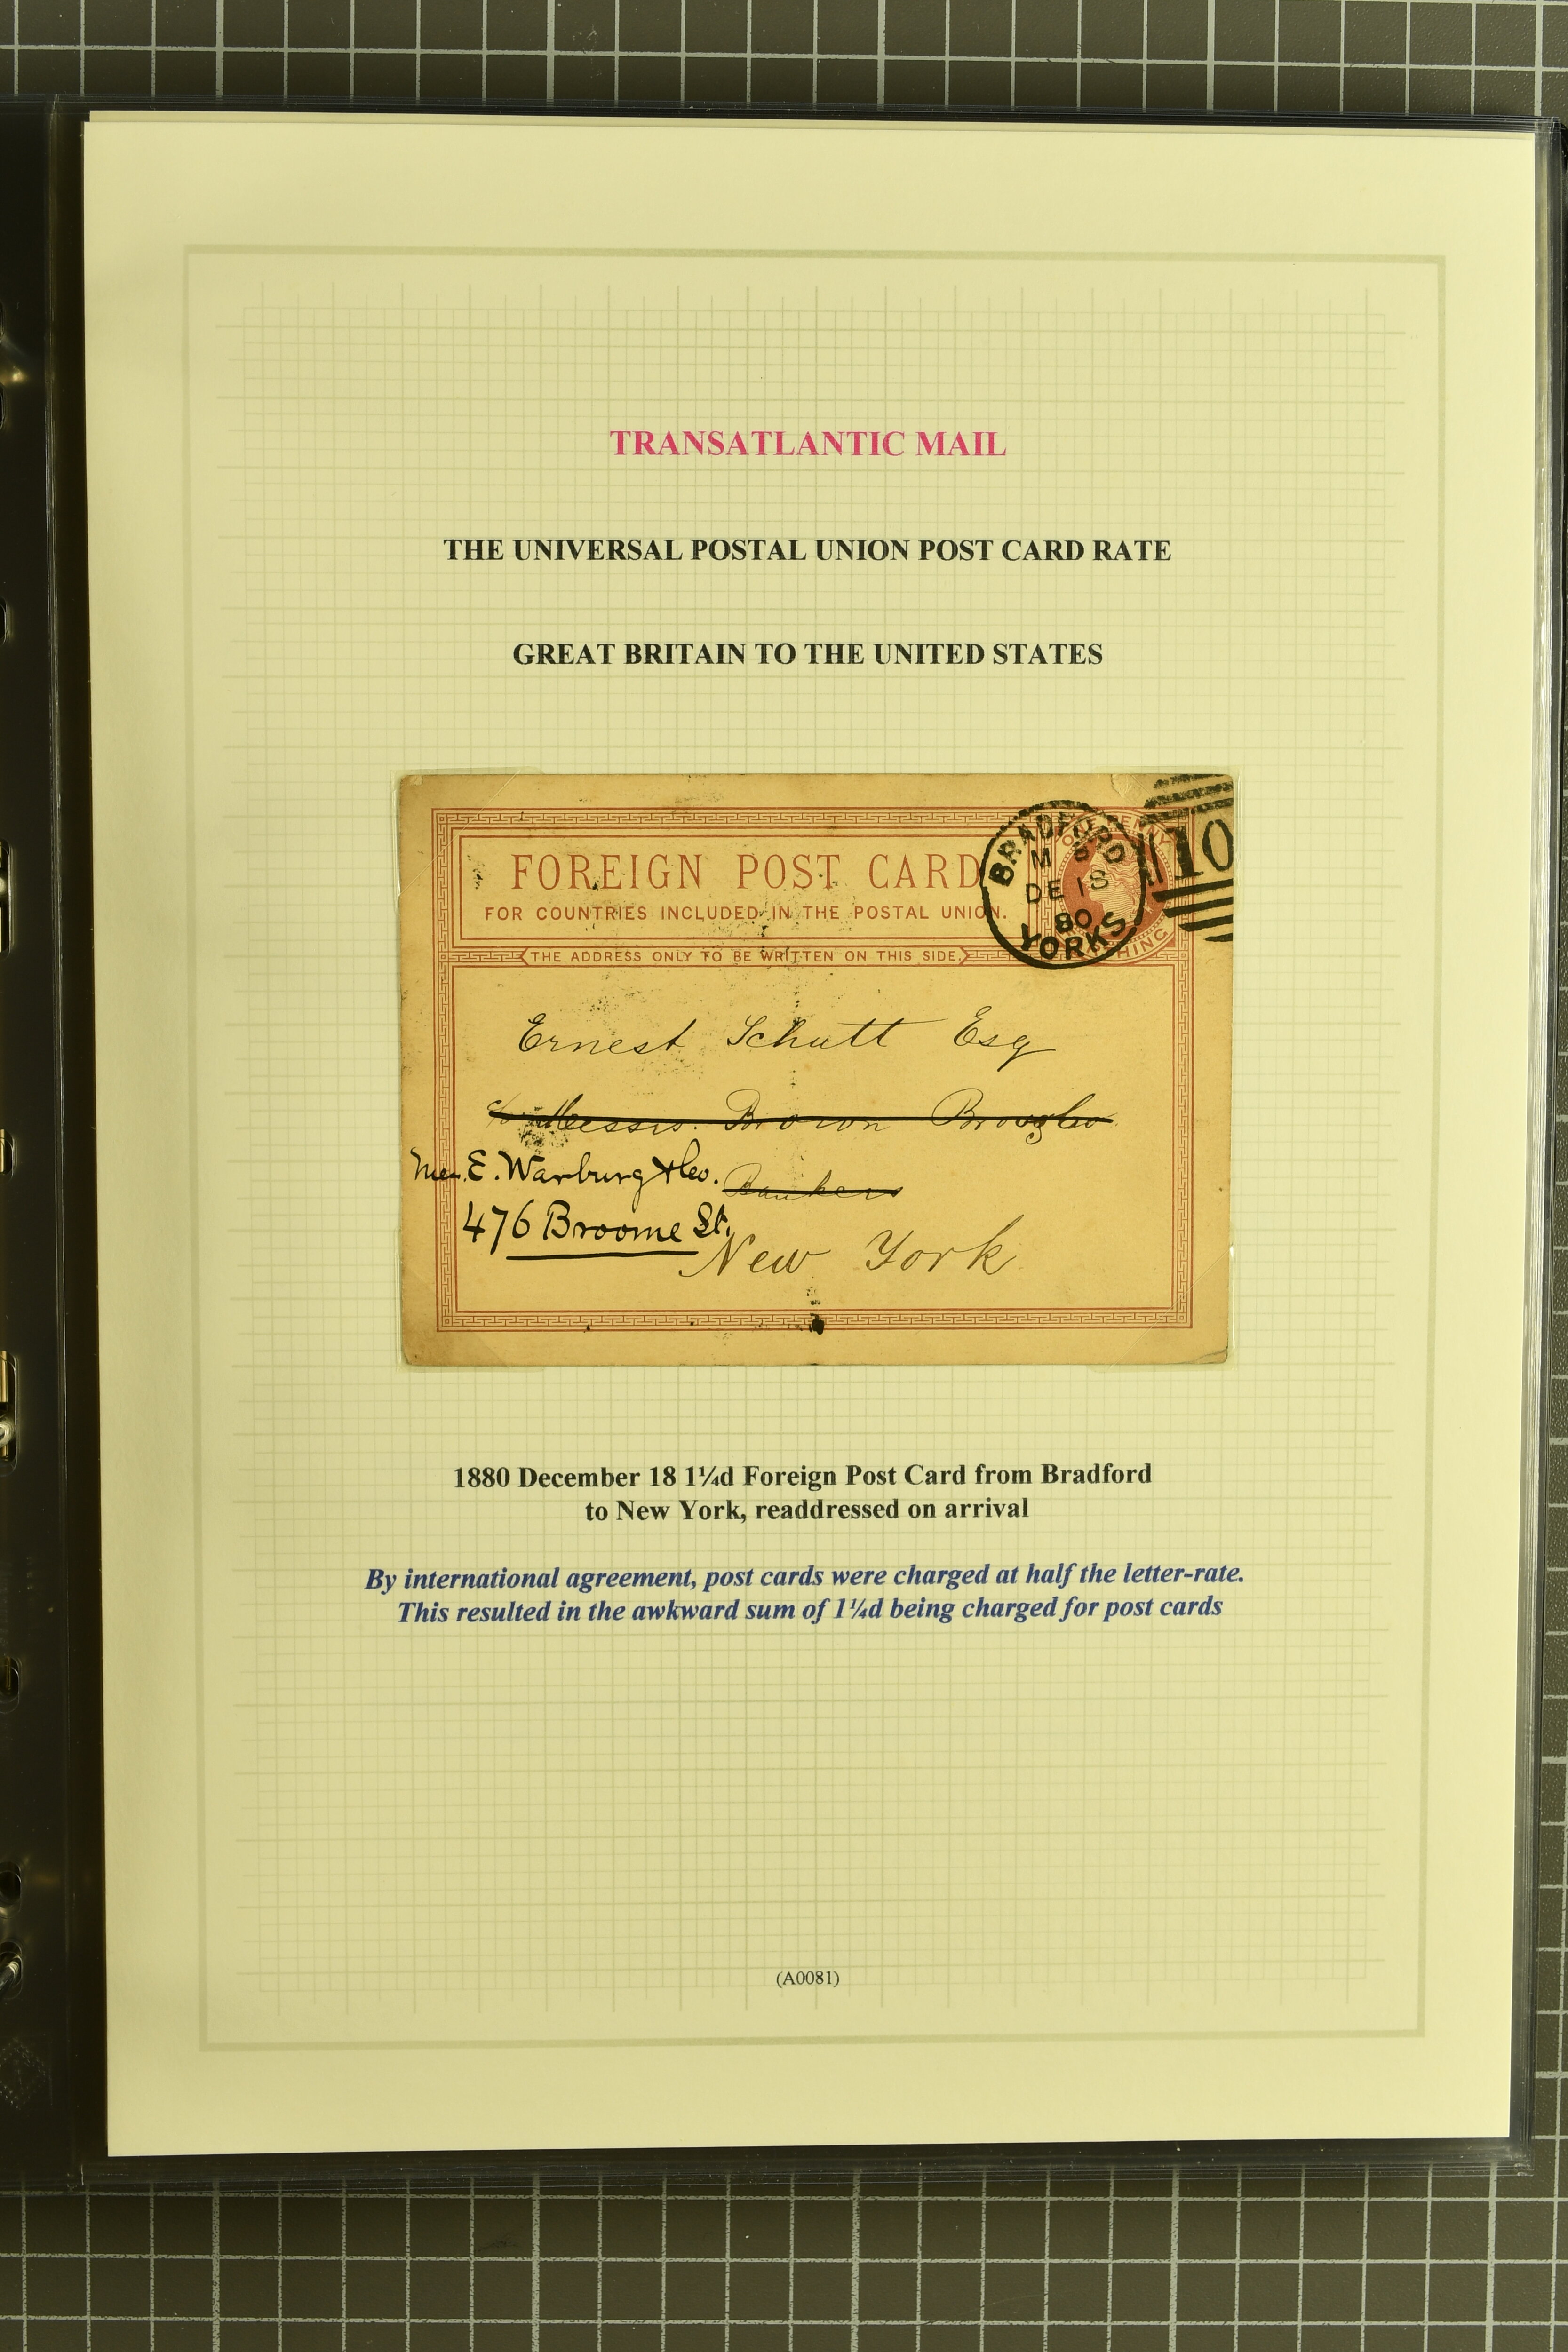 TRANSATLANTIC MAIL
THE UNIVERSAL POSTAL UNION POST CARD RATE
GREAT BRITAIN TO THE UNITED STATES
FOREIGN POST CARD
FOR COUNTRIES INCLUDED IN THE POSTAL UNION.
THE ADDRESS ONLY TO BE WRITTEN ON THIS SIDE.
BRADFORD
M
DE 18
80
YORKS
10
Ernest Schutt Esq
Messrs. Brown Bros & Co
E. Warburg & Co.
Bankers
476 Broome St.
New York
1880 December 18 1¼d Foreign Post Card from Bradford
to New York, readdressed on arrival
By international agreement, post cards were charged at half the letter-rate.
This resulted in the awkward sum of 1¼d being charged for post cards
(A0081)